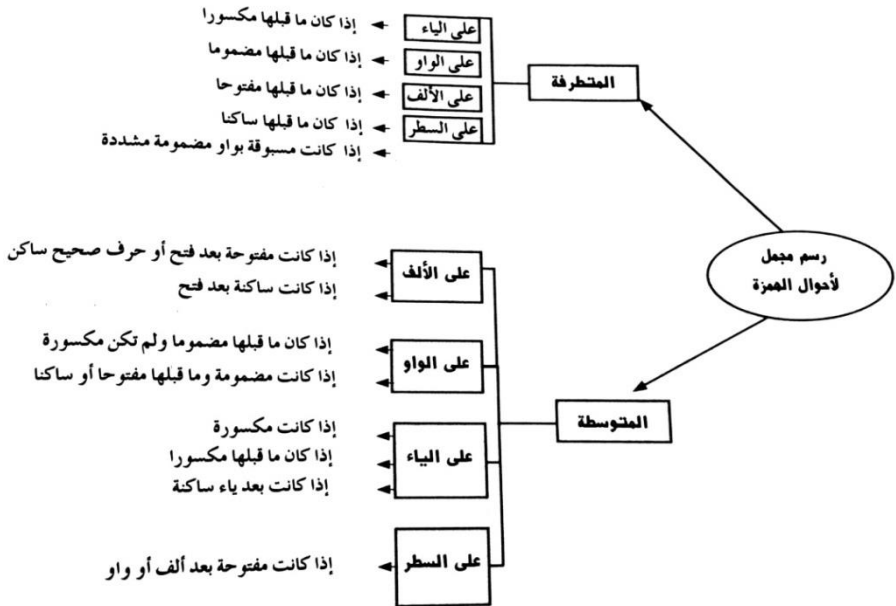 رسم مجمل
لأحوال الهمزة
المتطرفة
على الياء
إذا كان ما قبلها مكسورا
على الواو
إذا كان ما قبلها مضموما
على الألف
إذا كان ما قبلها مفتوحا
على السطر
إذا كان ما قبلها ساكنا
إذا كانت مسبوقة بواو مضمومة مشددة
المتوسطة
على الألف
إذا كانت مفتوحة بعد فتح أو حرف صحيح ساكن
إذا كانت ساكنة بعد فتح
على الواو
إذا كان ما قبلها مضموما ولم تكن مكسورة
إذا كانت مضمومة وما قبلها مفتوحا أو ساكنا
على الياء
إذا كانت مكسورة
إذا كان ما قبلها مكسورا
إذا كانت بعد ياء ساكنة
على السطر
إذا كانت مفتوحة بعد ألف أو واو